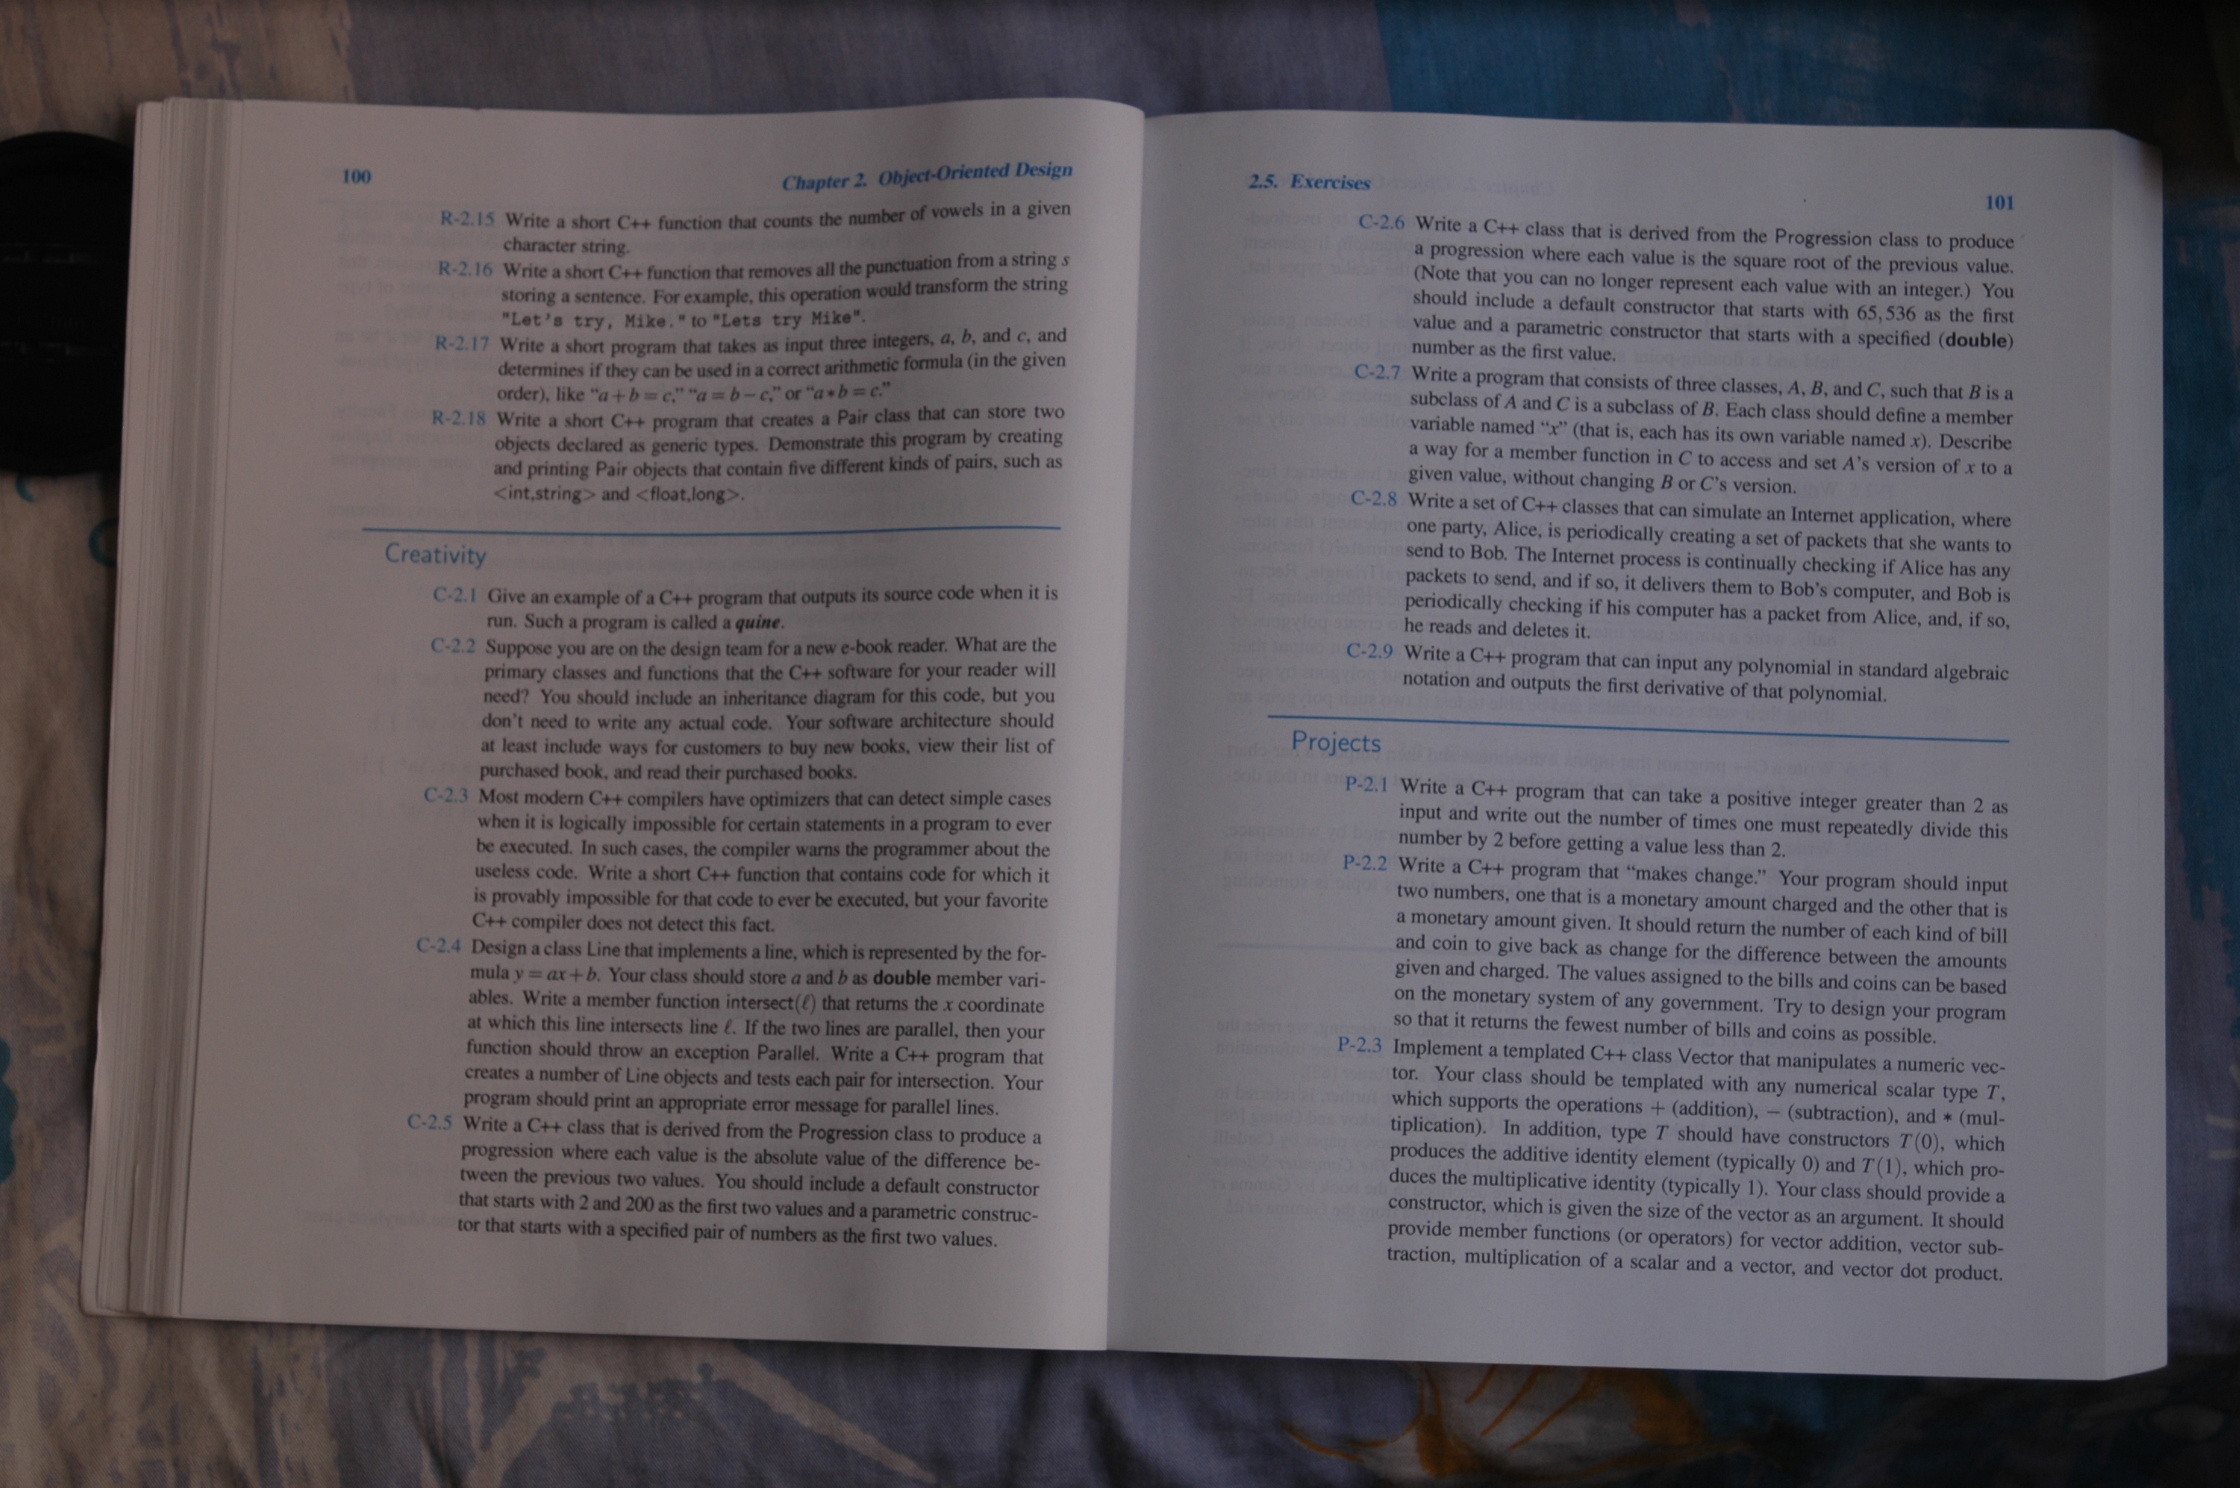 100
Chapter 2. Object-Oriented Design
R-2.15 Write a short C++ function that counts the number of vowels in a given
character string.
R-2.16 Write a short C++ function that removes all the punctuation from a string s
storing a sentence. For example, this operation would transform the string
"Let's try, Mike." to "Lets try Mike".
R-2.17 Write a short program that takes as input three integers, a, b, and c, and
determines if they can be used in a correct arithmetic formula (in the given
order), like “a+b=c,” “a=b−c,” or “a∗b=c.”
R-2.18 Write a short C++ program that creates a Pair class that can store two
objects declared as generic types. Demonstrate this program by creating
and printing Pair objects that contain five different kinds of pairs, such as
<int,string> and <float,long>.
Creativity
C-2.1 Give an example of a C++ program that outputs its source code when it is
run. Such a program is called a quine.
C-2.2 Suppose you are on the design team for a new e-book reader. What are the
primary classes and functions that the C++ software for your reader will
need? You should include an inheritance diagram for this code, but you
don't need to write any actual code. Your software architecture should
at least include ways for customers to buy new books, view their list of
purchased book, and read their purchased books.
C-2.3 Most modern C++ compilers have optimizers that can detect simple cases
when it is logically impossible for certain statements in a program to ever
be executed. In such cases, the compiler warns the programmer about the
useless code. Write a short C++ function that contains code for which it
is provably impossible for that code to ever be executed, but your favorite
C++ compiler does not detect this fact.
C-2.4 Design a class Line that implements a line, which is represented by the for-
mula y = ax+b. Your class should store a and b as double member vari-
ables. Write a member function intersect(ℓ) that returns the x coordinate
at which this line intersects line ℓ. If the two lines are parallel, then your
function should throw an exception Parallel. Write a C++ program that
creates a number of Line objects and tests each pair for intersection. Your
program should print an appropriate error message for parallel lines.
C-2.5 Write a C++ class that is derived from the Progression class to produce a
progression where each value is the absolute value of the difference be-
tween the previous two values. You should include a default constructor
that starts with 2 and 200 as the first two values and a parametric construc-
tor that starts with a specified pair of numbers as the first two values.
2.5. Exercises
101
C-2.6 Write a C++ class that is derived from the Progression class to produce
a progression where each value is the square root of the previous value.
(Note that you can no longer represent each value with an integer.) You
should include a default constructor that starts with 65,536 as the first
value and a parametric constructor that starts with a specified (double)
number as the first value.
C-2.7 Write a program that consists of three classes, A, B, and C, such that B is a
subclass of A and C is a subclass of B. Each class should define a member
variable named “x” (that is, each has its own variable named x). Describe
a way for a member function in C to access and set A's version of x to a
given value, without changing B or C's version.
C-2.8 Write a set of C++ classes that can simulate an Internet application, where
one party, Alice, is periodically creating a set of packets that she wants to
send to Bob. The Internet process is continually checking if Alice has any
packets to send, and if so, it delivers them to Bob's computer, and Bob is
periodically checking if his computer has a packet from Alice, and, if so,
he reads and deletes it.
C-2.9 Write a C++ program that can input any polynomial in standard algebraic
notation and outputs the first derivative of that polynomial.
Projects
P-2.1 Write a C++ program that can take a positive integer greater than 2 as
input and write out the number of times one must repeatedly divide this
number by 2 before getting a value less than 2.
P-2.2 Write a C++ program that “makes change.” Your program should input
two numbers, one that is a monetary amount charged and the other that is
a monetary amount given. It should return the number of each kind of bill
and coin to give back as change for the difference between the amounts
given and charged. The values assigned to the bills and coins can be based
on the monetary system of any government. Try to design your program
so that it returns the fewest number of bills and coins as possible.
P-2.3 Implement a templated C++ class Vector that manipulates a numeric vec-
tor. Your class should be templated with any numerical scalar type T,
which supports the operations + (addition), − (subtraction), and ∗ (mul-
tiplication). In addition, type T should have constructors T(0), which
produces the additive identity element (typically 0) and T(1), which pro-
duces the multiplicative identity (typically 1). Your class should provide a
constructor, which is given the size of the vector as an argument. It should
provide member functions (or operators) for vector addition, vector sub-
traction, multiplication of a scalar and a vector, and vector dot product.